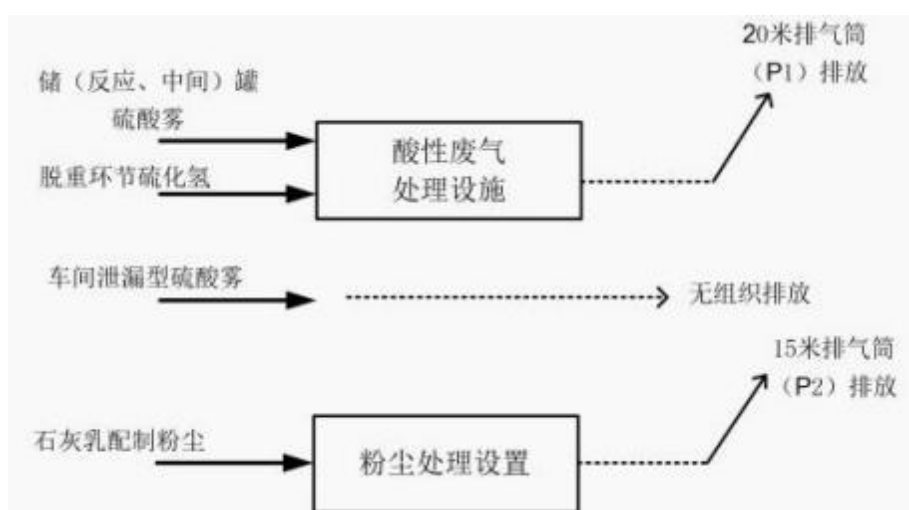 20米排气筒
（P1）排放
储（反应、中间）罐
硫酸雾
酸性废气
处理设施
脱重环节硫化氢
车间泄漏型硫酸雾
无组织排放
15米排气筒
（P2）排放
石灰乳配制粉尘
粉尘处理设置